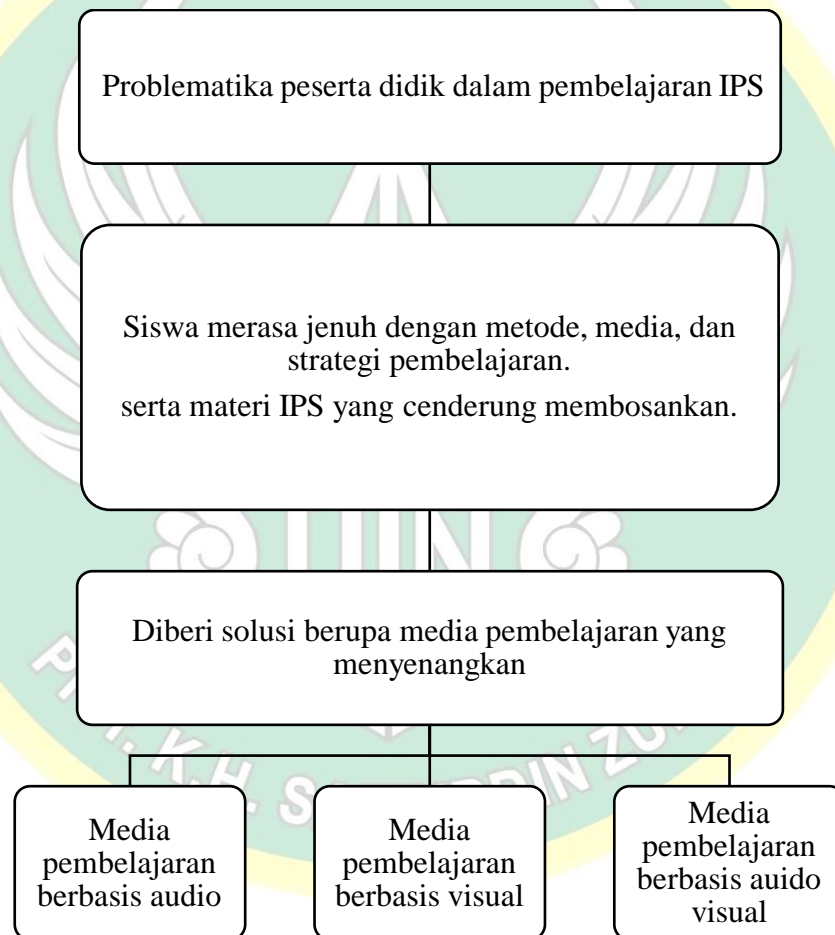 Problematika peserta didik dalam pembelajaran IPS
Siswa merasa jenuh dengan metode, media, dan
strategi pembelajaran.
serta materi IPS yang cenderung membosankan.
UIN
Diberi solusi berupa media pembelajaran yang
menyenangkan
K.H.
Media
pembelajaran
berbasis audio
Media
pembelajaran
berbasis visual
Media
pembelajaran
berbasis auido
visual